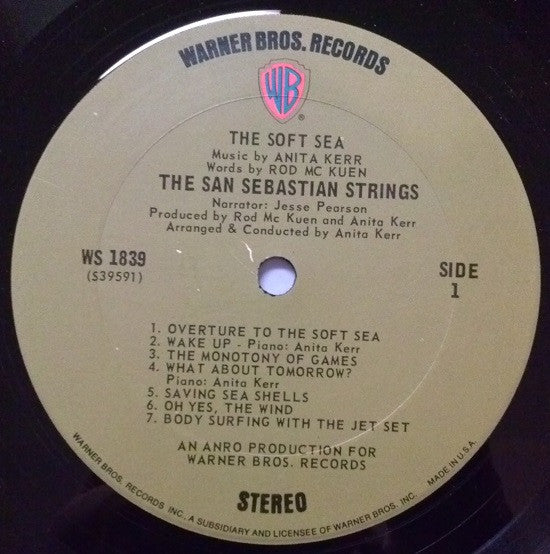 WARNER BROS. RECORDS
WB
®
THE SOFT SEA
Music by ANITA KERR
Words by ROD MC KUEN
THE SAN SEBASTIAN STRINGS
Narrator: Jesse Pearson
Produced by Rod Mc Kuen and Anita Kerr
Arranged & Conducted by Anita Kerr
WS 1839
(S39591)
SIDE
1
1. OVERTURE TO THE SOFT SEA
2. WAKE UP - Piano: Anita Kerr
3. THE MONOTONY OF GAMES
4. WHAT ABOUT TOMORROW?
Piano: Anita Kerr
5. SAVING SEA SHELLS
6. OH YES, THE WIND
7. BODY SURFING WITH THE JET SET
AN ANRO PRODUCTION FOR
WARNER BROS. RECORDS
STEREO
WARNER BROS. RECORDS INC. A SUBSIDIARY AND LICENSEE OF WARNER BROS. INC. MADE IN U.S.A.